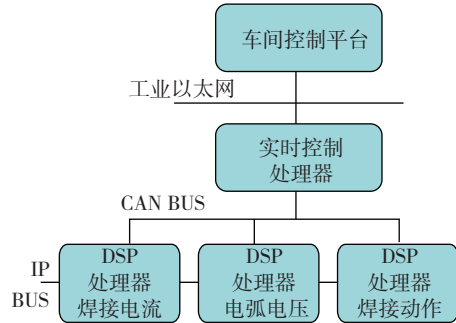 车间控制平台
工业以太网
实时控制
处理器
CAN BUS
IP
BUS
DSP
处理器
焊接电流
DSP
处理器
电弧电压
DSP
处理器
焊接动作